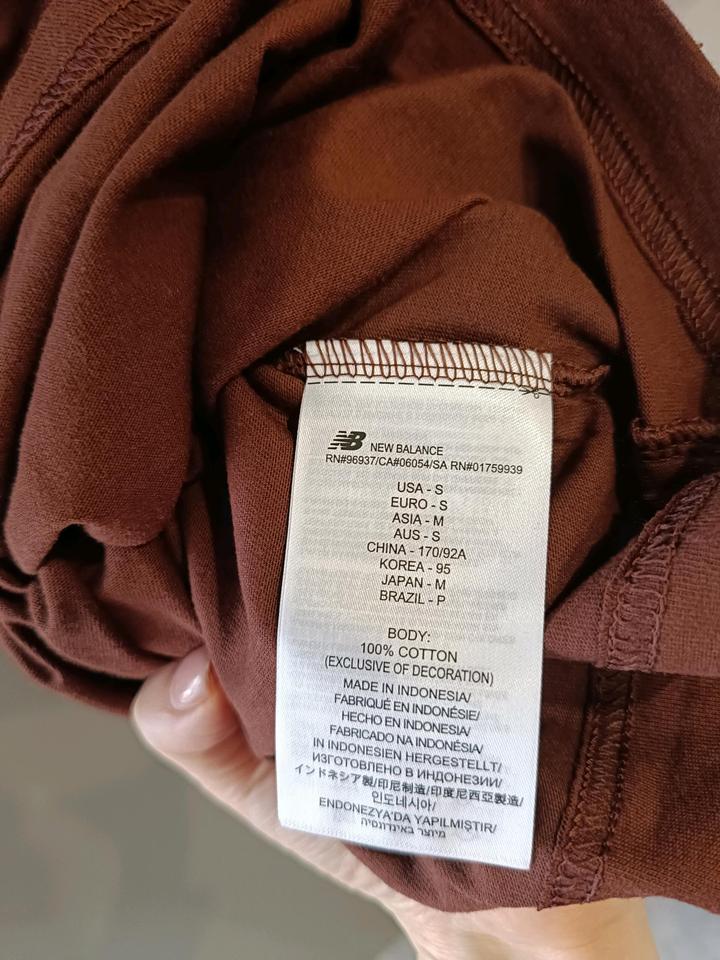 NB NEW BALANCE
RN#96937/CA#06054/SA RN#01759939
USA - S
EURO - S
ASIA - M
AUS - S
CHINA - 170/92A
KOREA - 95
JAPAN - M
BRAZIL - P
BODY:
100% COTTON
(EXCLUSIVE OF DECORATION)
MADE IN INDONESIA/
FABRIQUÉ EN INDONÉSIE/
HECHO EN INDONESIA/
FABRICADO NA INDONÉSIA/
IN INDONESIEN HERGESTELLT/
ИЗГОТОВЛЕНО В ИНДОНЕЗИИ/
インドネシア製/印尼制造/印度尼西亞製造/
인도네시아/
ENDONEZYA'DA YAPILMIŞTIR/
מיוצר באינדונסיה